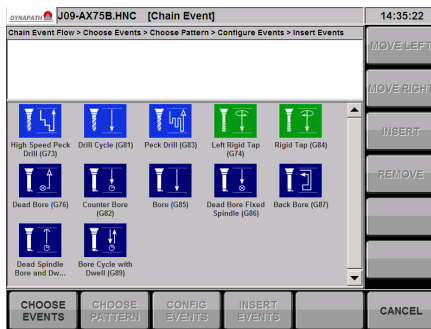 DYNAPATH J09-AX75B.HNC [Chain Event] 14:35:22
Chain Event Flow > Choose Events > Choose Pattern > Configure Events > Insert Events
MOVE LEFT
MOVE RIGHT
INSERT
REMOVE
High Speed Peck
Drill (G73)
Drill Cycle (G81)
Peck Drill (G83)
Left Rigid Tap
(G74)
Rigid Tap (G84)
Dead Bore (G76)
Counter Bore
(G82)
Bore (G85)
Dead Bore Fixed
Spindle (G86)
Back Bore (G87)
Dead Spindle
Bore and Dw...
Bore Cycle with
Dwell (G89)
CHOOSE
EVENTS
CHOOSE
PATTERN
CONFIG
EVENTS
INSERT
EVENTS
CANCEL